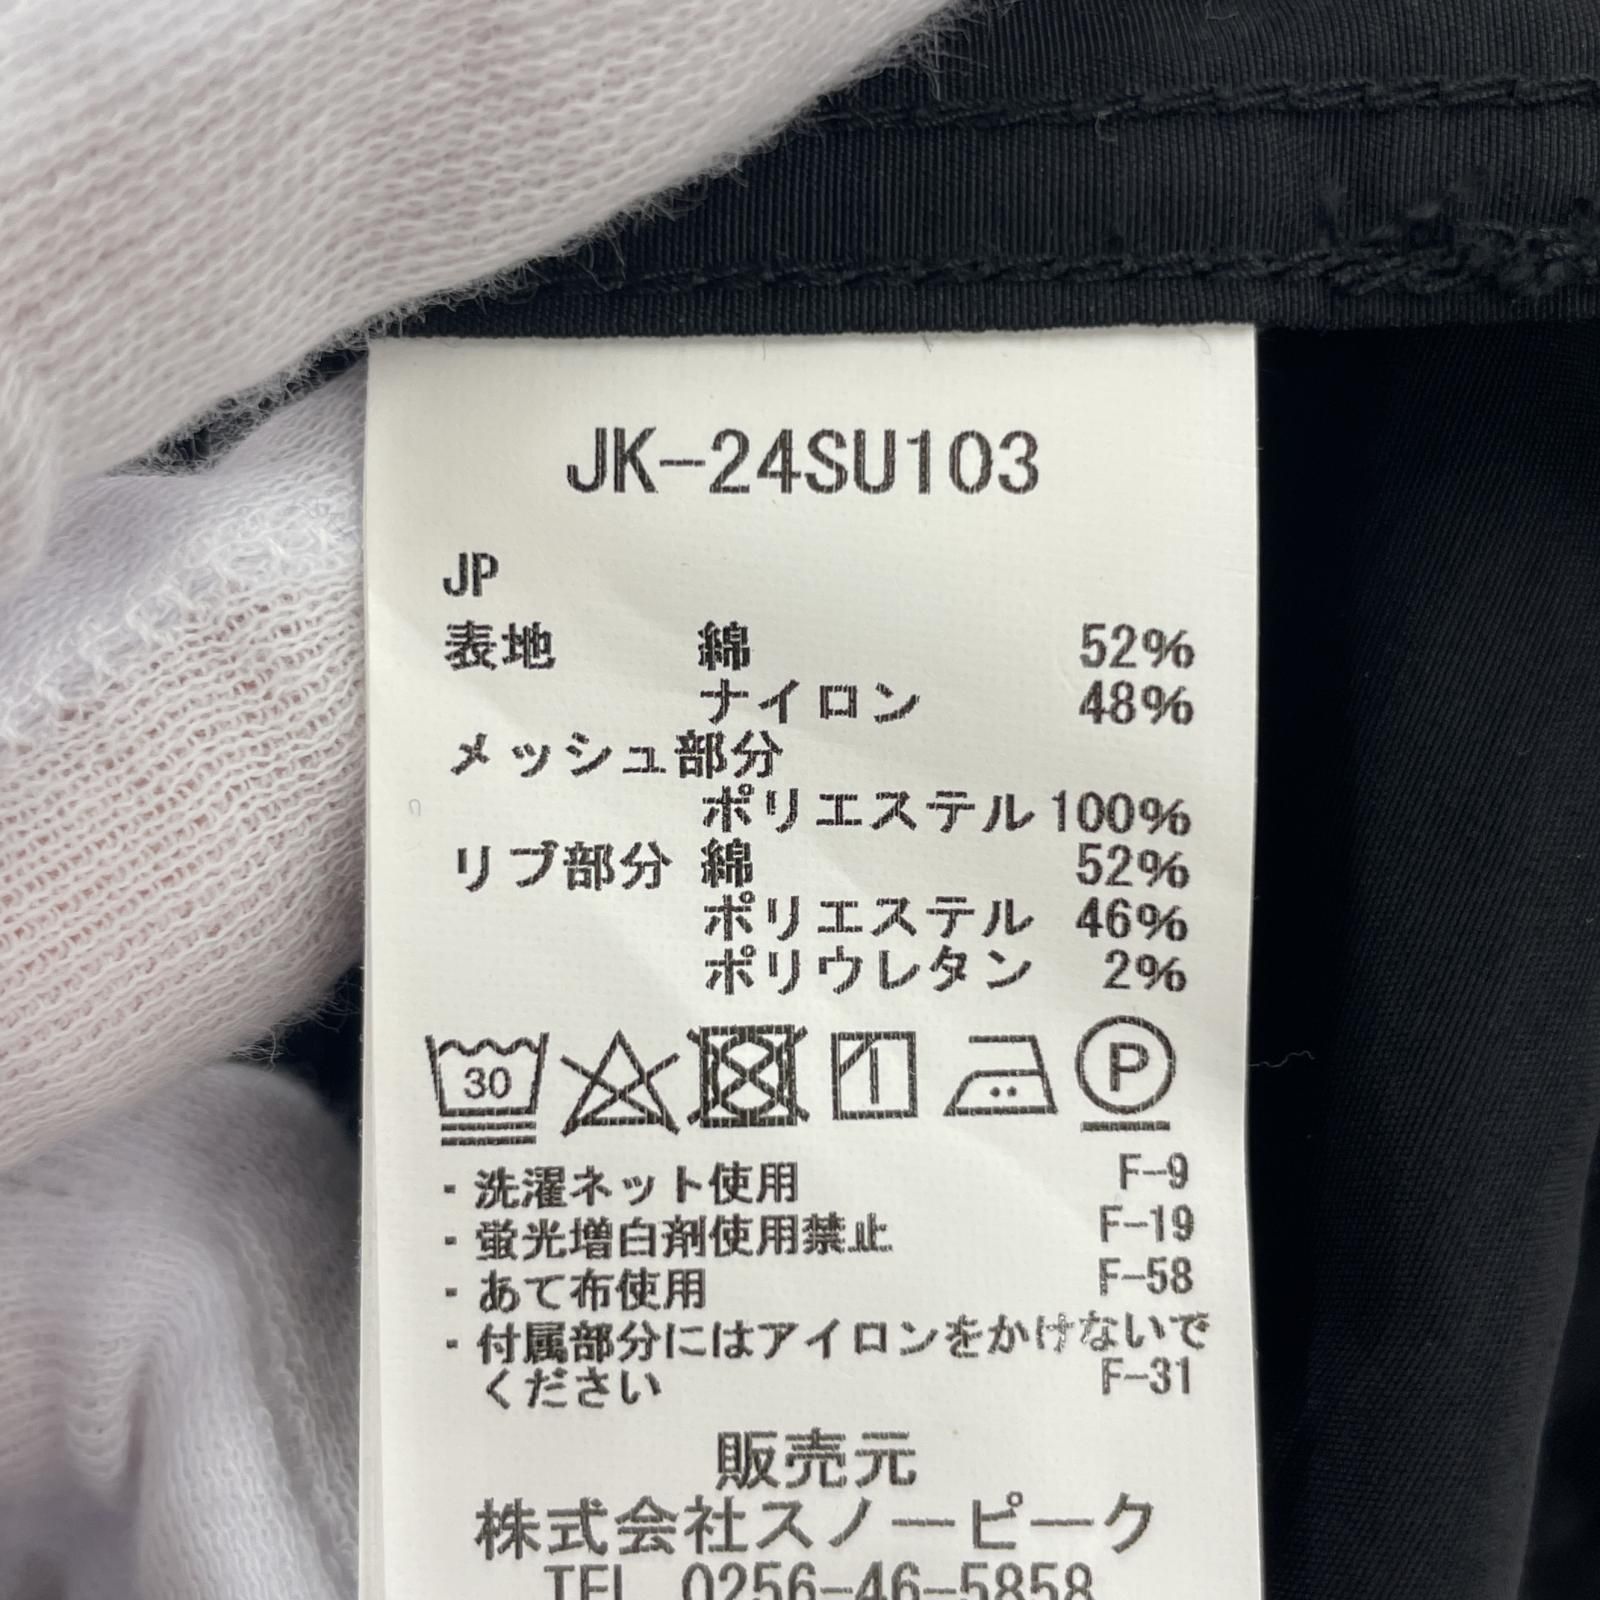 JK-24SU103
JP
表地 綿 52%
ナイロン 48%
メッシュ部分
ポリエステル 100%
リブ部分 綿 52%
ポリエステル 46%
ポリウレタン 2%
30 P
・洗濯ネット使用 F-9
・蛍光増白剤使用禁止 F-19
・あて布使用 F-58
・付属部分にはアイロンをかけないで
ください F-31
販売元
株式会社スノーピーク
TEL 0256-46-5858